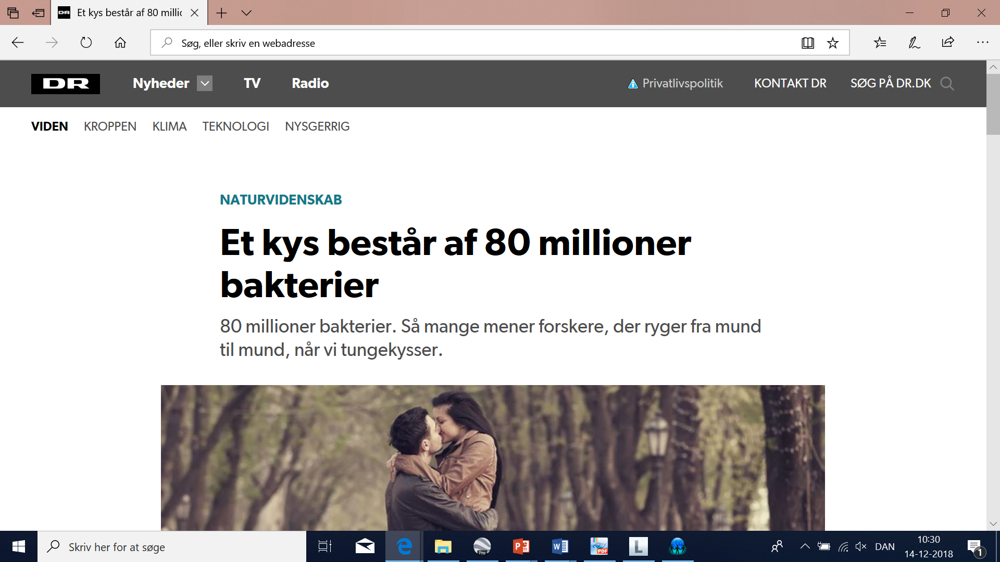 DR Et kys består af 80 millic
Søg, eller skriv en webadresse
DR Nyheder TV Radio Privatlivspolitik KONTAKT DR SØG PÅ DR.DK
VIDEN KROPPEN KLIMA TEKNOLOGI NYSGERRIG
NATURVIDENSKAB
Et kys består af 80 millioner
bakterier
80 millioner bakterier. Så mange mener forskere, der ryger fra mund
til mund, når vi tungekysser.
Skriv her for at søge
Pro
P
W
PDF
L
DAN
10:30
14-12-2018
1